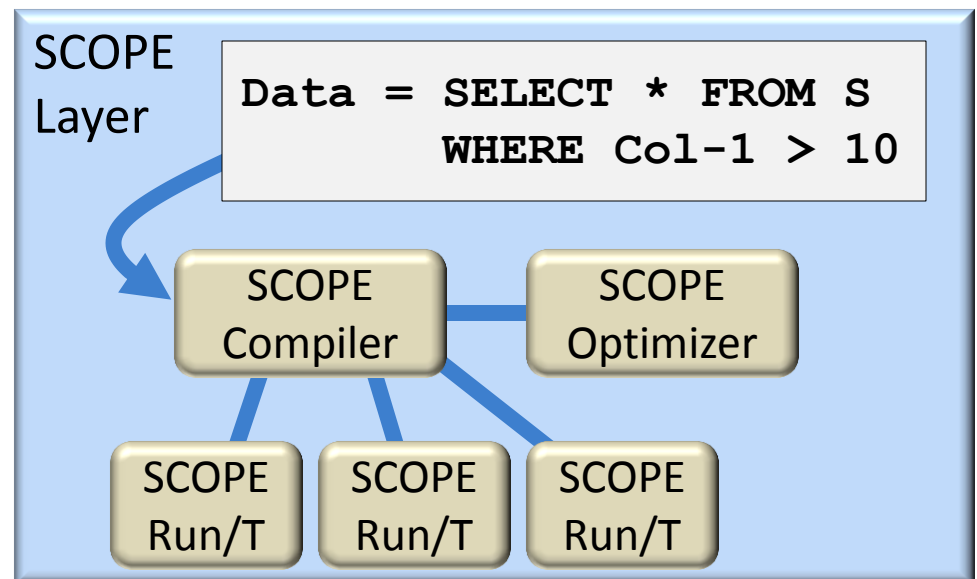 SCOPE
Layer
Data = SELECT * FROM S
WHERE Col-1 > 10
SCOPE
Compiler
SCOPE
Optimizer
SCOPE
Run/T
SCOPE
Run/T
SCOPE
Run/T